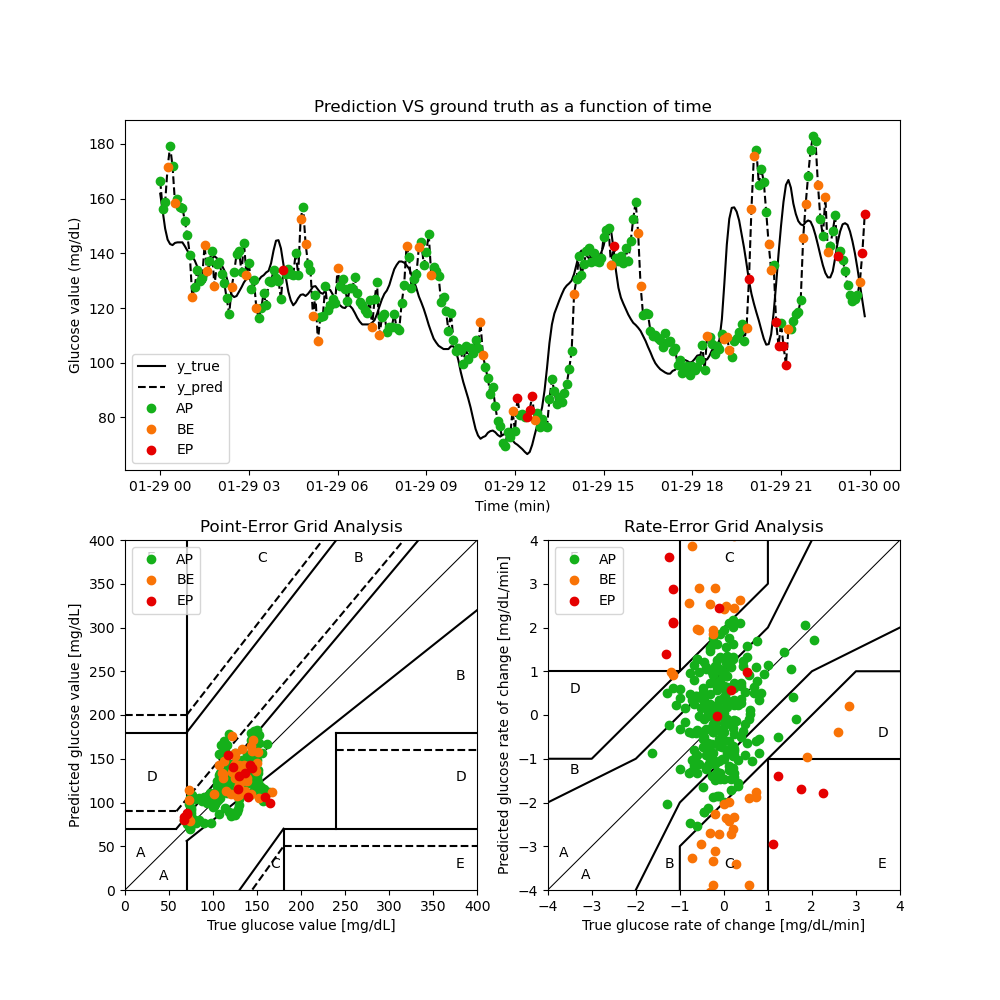 Prediction VS ground truth as a function of time
Glucose value (mg/dL)
180
160
140
120
100
80
y_true
y_pred
AP
BE
EP
01-29 00 01-29 03 01-29 06 01-29 09 01-29 12 01-29 15 01-29 18 01-29 21 01-30 00
Time (min)
Point-Error Grid Analysis
Predicted glucose value [mg/dL]
400
350
300
250
200
150
100
50
0
AP
BE
EP
C B
B
D D
A
A C E
0 50 100 150 200 250 300 350 400
True glucose value [mg/dL]
Rate-Error Grid Analysis
Predicted glucose rate of change [mg/dL/min]
4
3
2
1
0
−1
−2
−3
−4
AP
BE
EP
C
D
D
B
A
A B C E
−4 −3 −2 −1 0 1 2 3 4
True glucose rate of change [mg/dL/min]